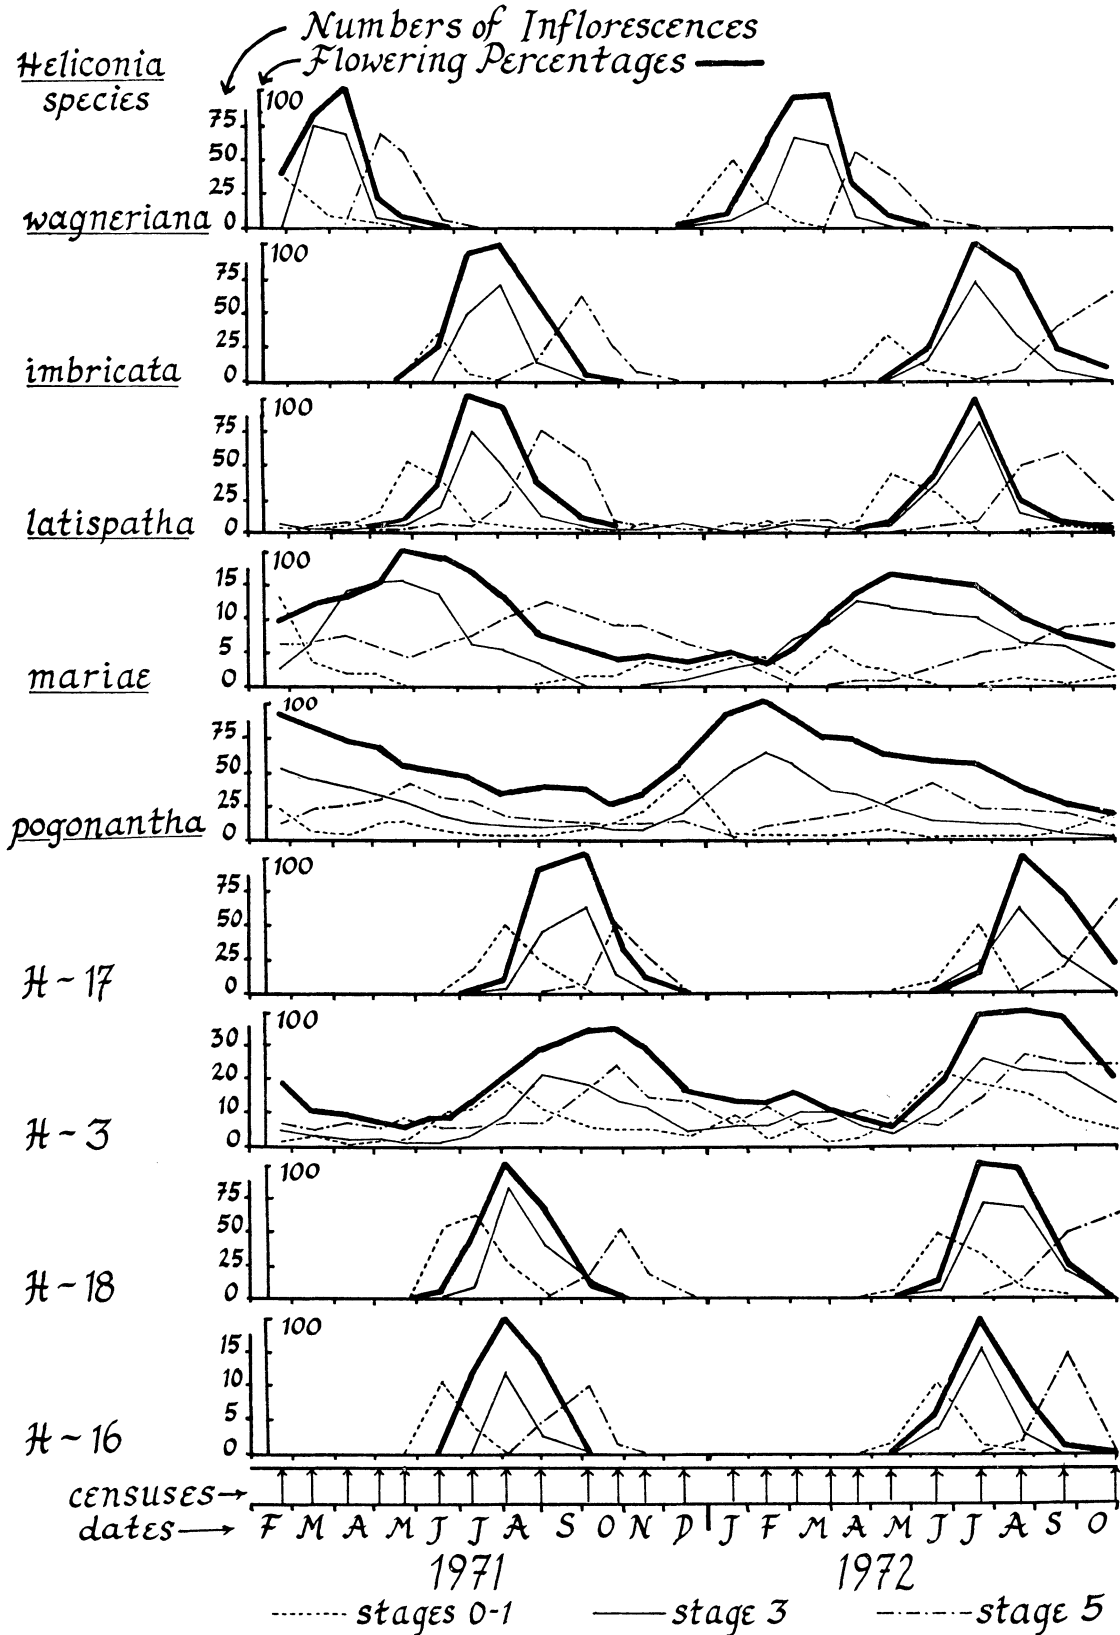 Numbers of Inflorescences
Flowering Percentages
Heliconia
species
100
75
50
25
0
wagneriana
100
75
50
25
0
imbricata
100
75
50
25
0
latispatha
100
15
10
5
0
mariae
100
75
50
25
0
pogonantha
100
75
50
25
0
H~17
100
30
20
10
0
H~3
100
75
50
25
0
H~18
100
15
10
5
0
H~16
censuses
dates F M A M J J A S O N D J F M A M J J A S O
1971 1972
stages 0-1 stage 3 stage 5